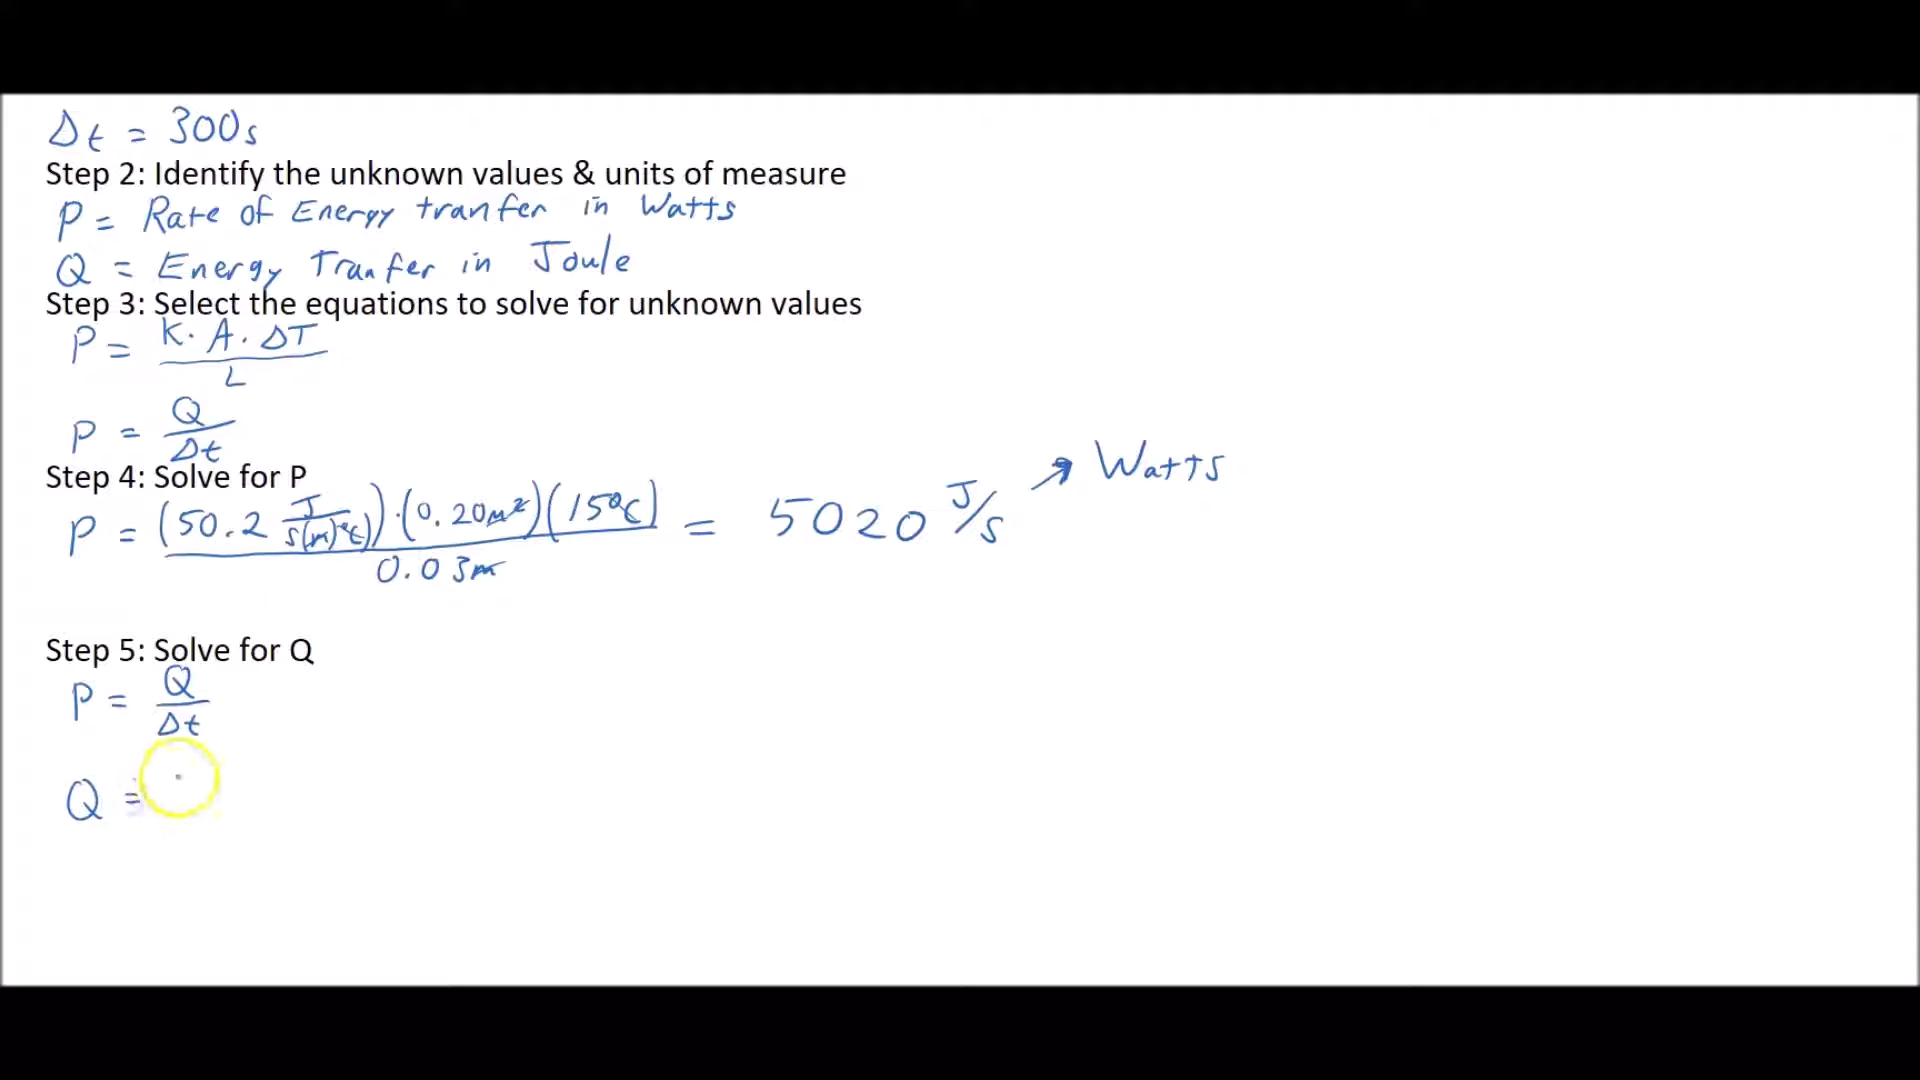 Δt = 300s
Step 2: Identify the unknown values & units of measure
P = Rate of Energy tranfer in Watts
Q = Energy Tranfer in Joule
Step 3: Select the equations to solve for unknown values
P = K · A · ΔT / L
P = Q / Δt
Step 4: Solve for P
P = (50.2 J/s(m)°C) · (0.20m²)(15°C) / 0.03m = 5020 J/s → Watts
Step 5: Solve for Q
P = Q / Δt
Q =